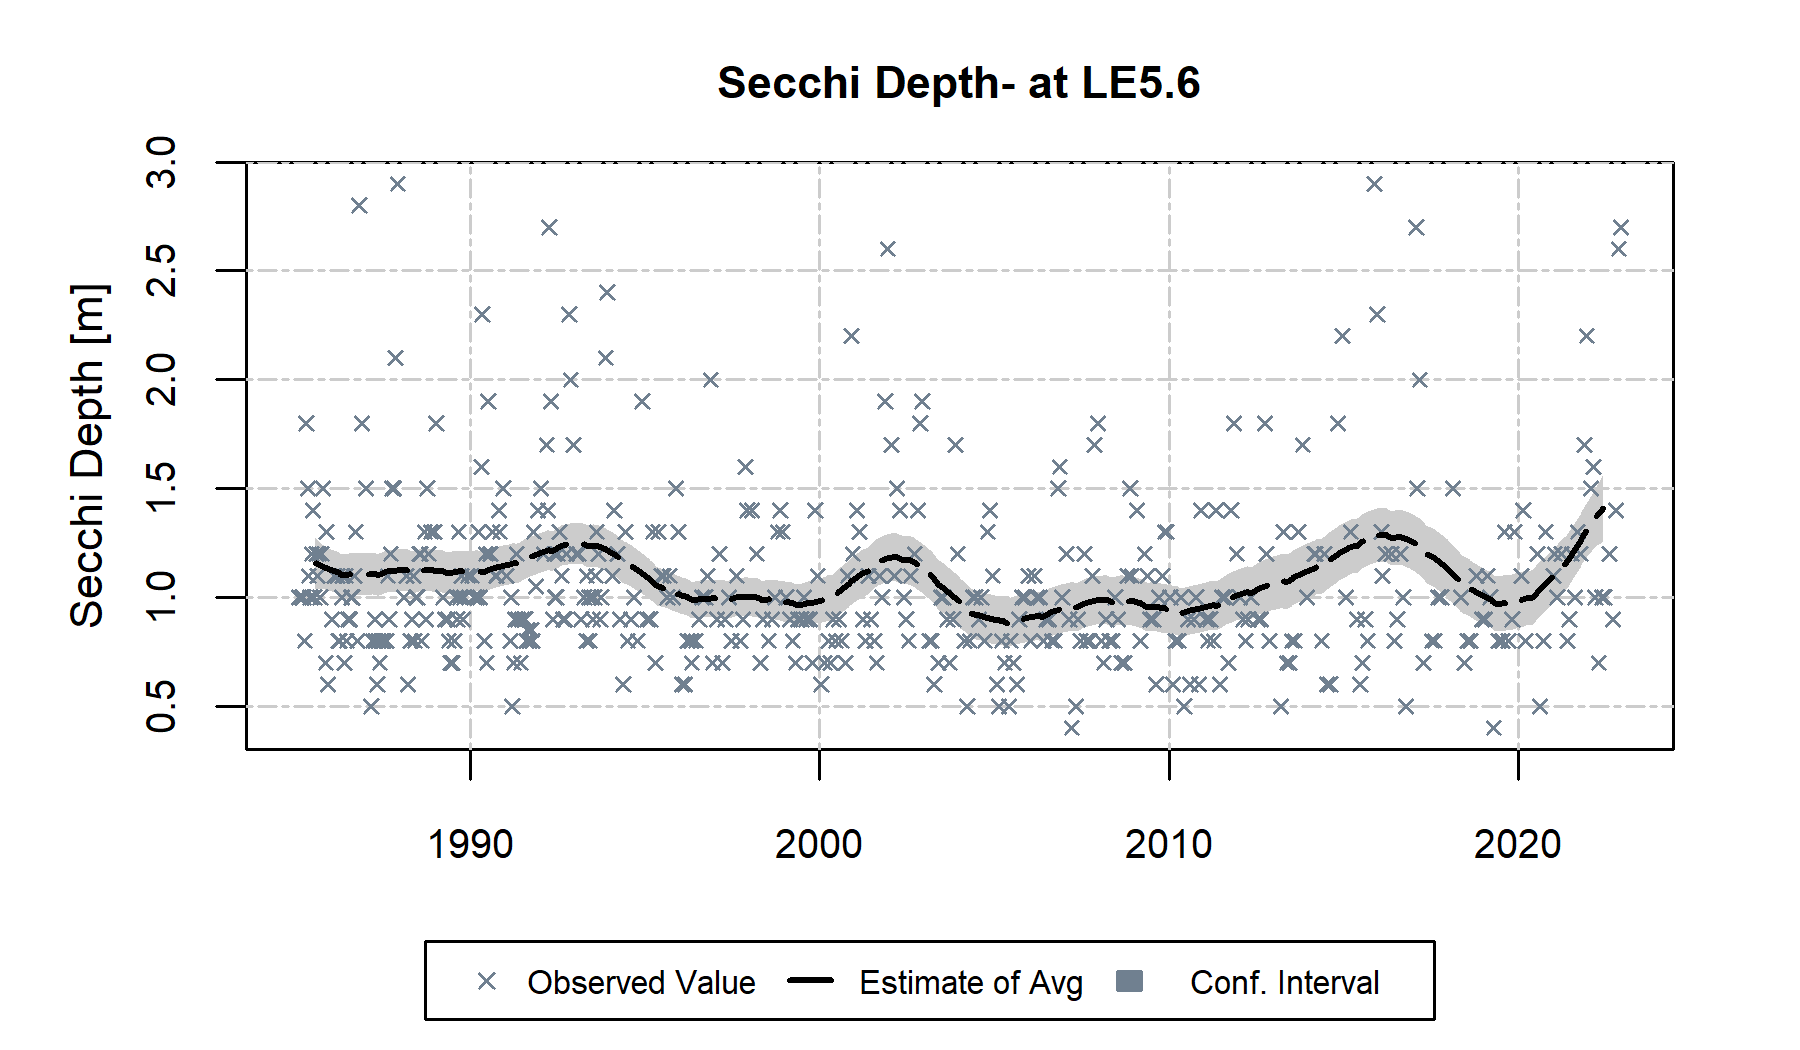 Secchi Depth- at LE5.6
Secchi Depth [m]
3.0
2.5
2.0
1.5
1.0
0.5
1990 2000 2010 2020
Observed Value Estimate of Avg Conf. Interval